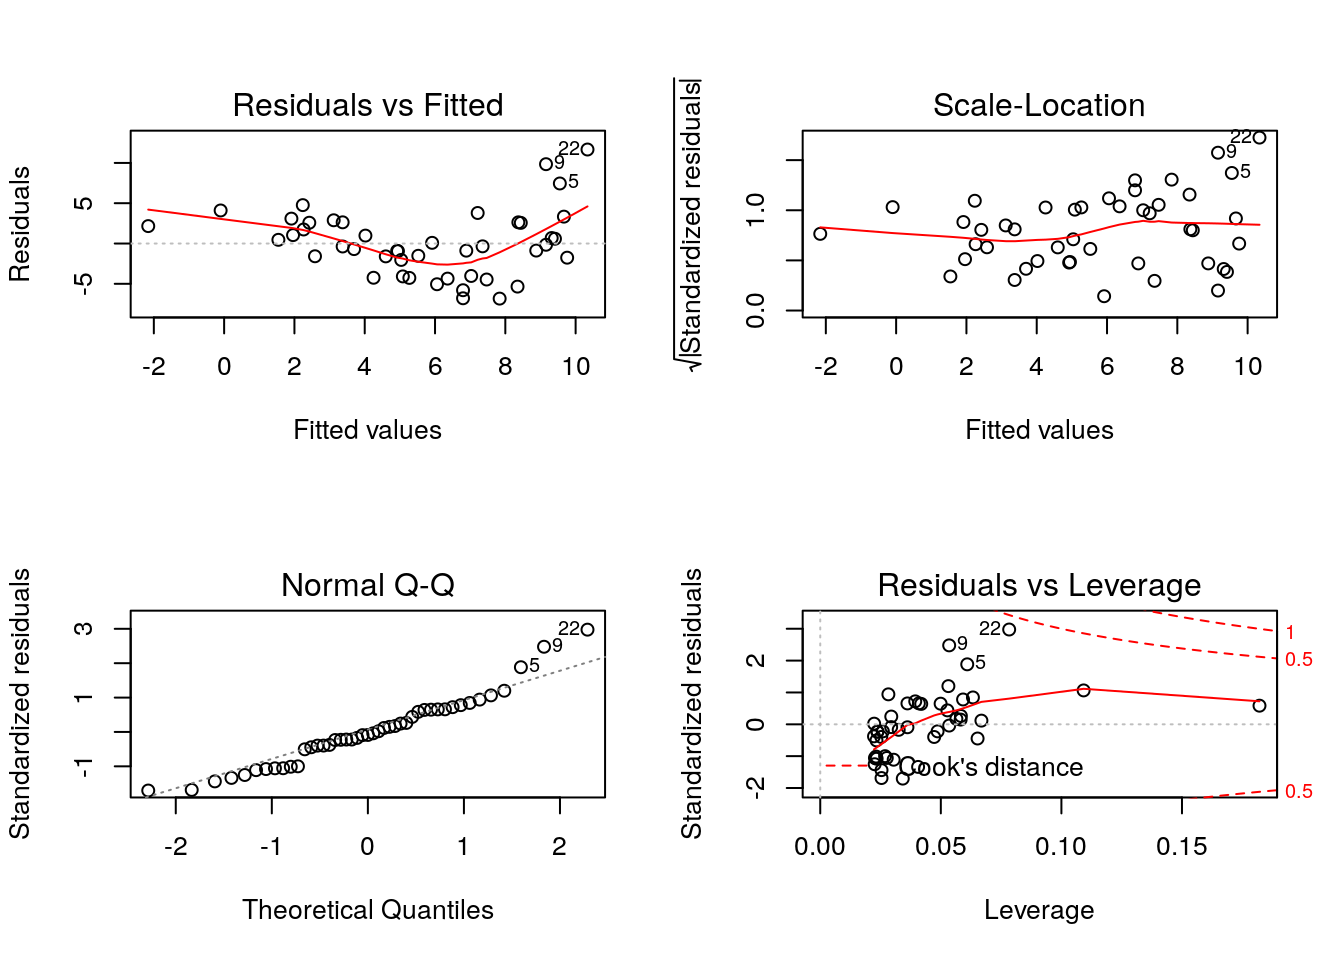 Residuals vs Fitted
Residuals
5
-5
22
9
5
-2 0 2 4 6 8 10
Fitted values
Scale-Location
√|Standardized residuals|
1.0
0.0
22
9
5
-2 0 2 4 6 8 10
Fitted values
Normal Q-Q
Standardized residuals
3
1
-1
22
9
5
-2 -1 0 1 2
Theoretical Quantiles
Residuals vs Leverage
Standardized residuals
2
0
-2
22
9
5
1
0.5
0.5
Cook's distance
0.00 0.05 0.10 0.15
Leverage